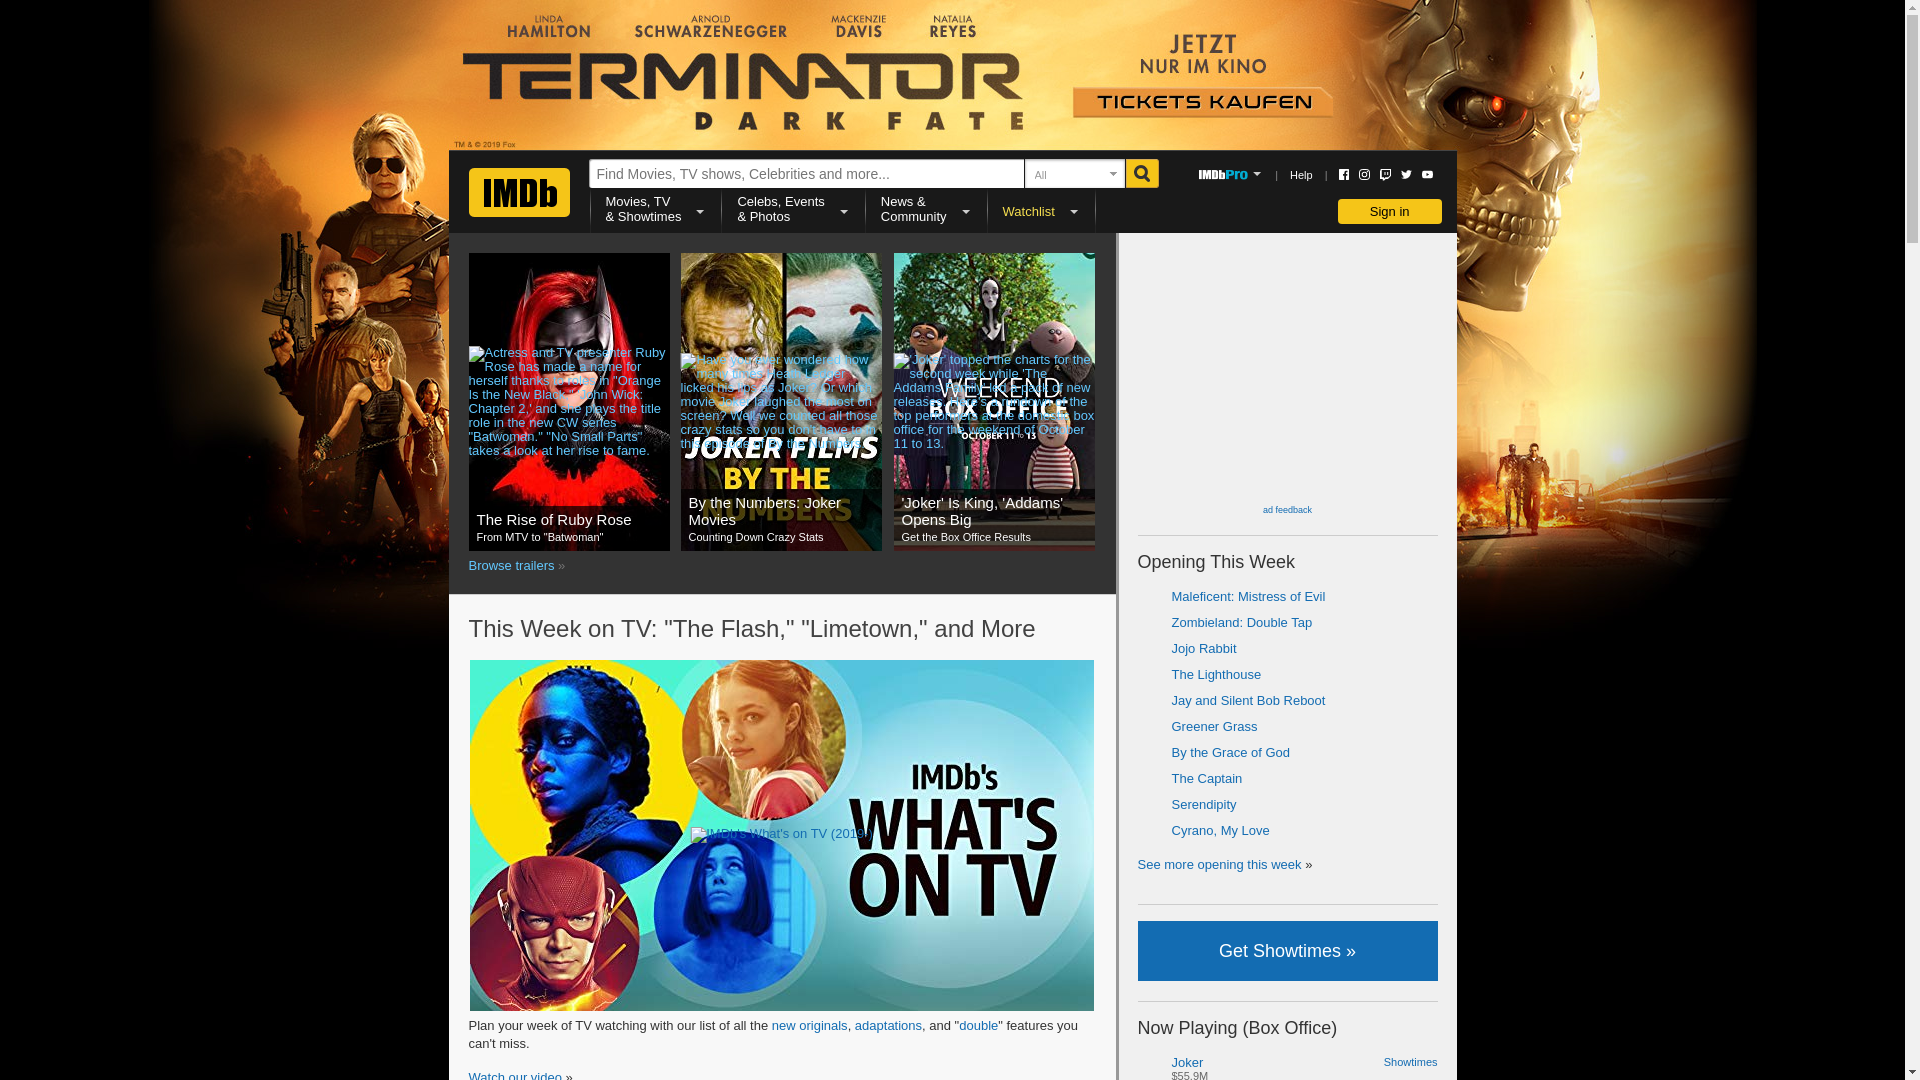 LINDA HAMILTON
ARNOLD SCHWARZENEGGER
MACKENZIE DAVIS
NATALIA REYES
TERMINATOR
DARK FATE
JETZT
NUR IM KINO
TICKETS KAUFEN
TM & © 2019 Fox
IMDb
Find Movies, TV shows, Celebrities and more...
All
IMDbPro | Help |
Movies, TV
& Showtimes
Celebs, Events
& Photos
News &
Community
Watchlist
Sign in
Actress and TV presenter Ruby
Rose has made a name for
herself thanks to roles in "Orange
Is the New Black," "John Wick:
Chapter 2,' and she plays the title
role in the new CW series
"Batwoman." "No Small Parts"
takes a look at her rise to fame.
The Rise of Ruby Rose
From MTV to "Batwoman"
Have you ever wondered how
many times Heath Ledger
licked his lips as Joker? Or which
movie Joker laughed the most on
screen? Well we counted all those
crazy stats so you don't have to in
this episode of By the Numbers.
JOKER FILMS
BY THE
NUMBERS
By the Numbers: Joker
Movies
Counting Down Crazy Stats
'Joker' topped the charts for the
second week while 'The
Addams Family' led a pack of new
releases. Here's a rundown of the
top performers at the domestic box
office for the weekend of October
11 to 13.
WEEKEND
BOX OFFICE
OCTOBER 11 TO 13
'Joker' Is King, 'Addams'
Opens Big
Get the Box Office Results
Browse trailers »
ad feedback
Opening This Week
Maleficent: Mistress of Evil
Zombieland: Double Tap
Jojo Rabbit
The Lighthouse
Jay and Silent Bob Reboot
Greener Grass
By the Grace of God
The Captain
Serendipity
Cyrano, My Love
See more opening this week »
Get Showtimes »
Now Playing (Box Office)
Joker
Showtimes
$55.9M
This Week on TV: "The Flash," "Limetown," and More
IMDb's
WHAT'S
ON TV
IMDb's What's on TV (2019-)
Plan your week of TV watching with our list of all the new originals, adaptations, and "double" features you
can't miss.
Watch our video »